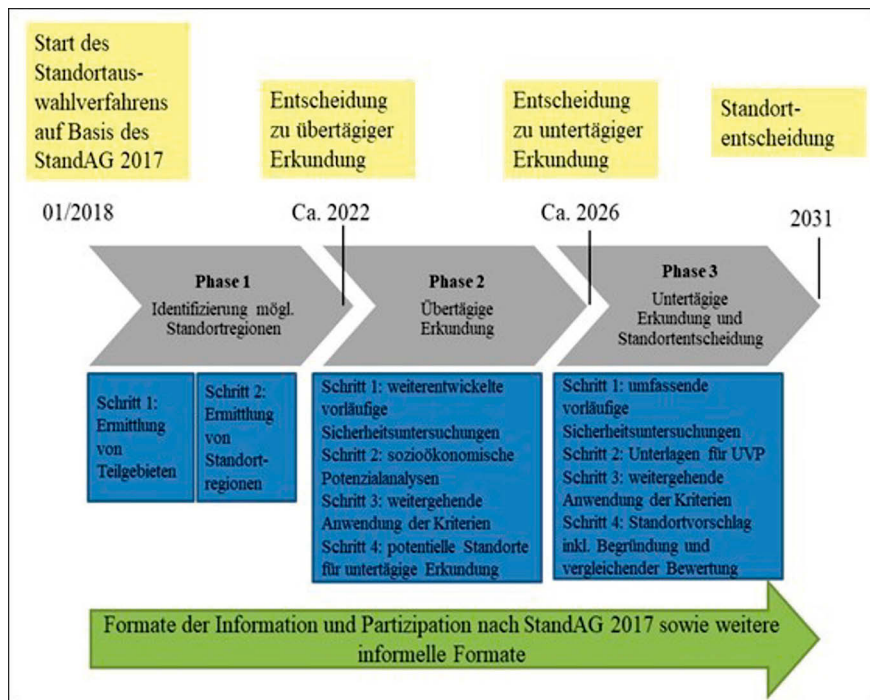 Start des
Standortaus-
wahlverfahrens
auf Basis des
StandAG 2017
Entscheidung
zu übertägiger
Erkundung
Entscheidung
zu untertägiger
Erkundung
Standort-
entscheidung
01/2018
Ca. 2022
Ca. 2026
2031
Phase 1
Identifizierung mögl.
Standortregionen
Phase 2
Übertägige
Erkundung
Phase 3
Untertägige
Erkundung und
Standortentscheidung
Schritt 1:
Ermittlung
von
Teilgebieten
Schritt 2:
Ermittlung
von
Standort-
regionen
Schritt 1: weiterentwickelte
vorläufige
Sicherheitsuntersuchungen
Schritt 2: sozioökonomische
Potenzialanalysen
Schritt 3: weitergehende
Anwendung der Kriterien
Schritt 4: potentielle Standorte
für untertägige Erkundung
Schritt 1: umfassende
vorläufige
Sicherheitsuntersuchungen
Schritt 2: Unterlagen für UVP
Schritt 3: weitergehende
Anwendung der Kriterien
Schritt 4: Standortvorschlag
inkl. Begründung und
vergleichender Bewertung
Formate der Information und Partizipation nach StandAG 2017 sowie weitere
informelle Formate